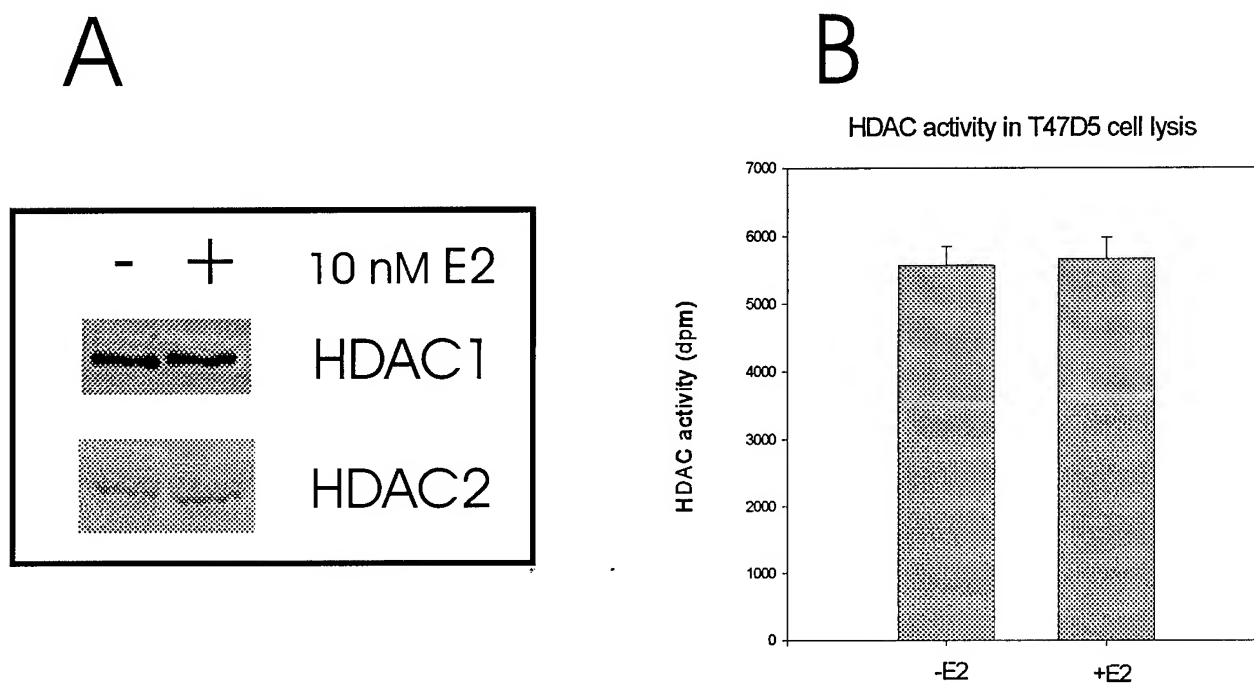 A
- + 10 nM E2
HDAC1
HDAC2
B
HDAC activity in T47D5 cell lysis
HDAC activity (dpm)
7000
6000
5000
4000
3000
2000
1000
0
-E2
+E2